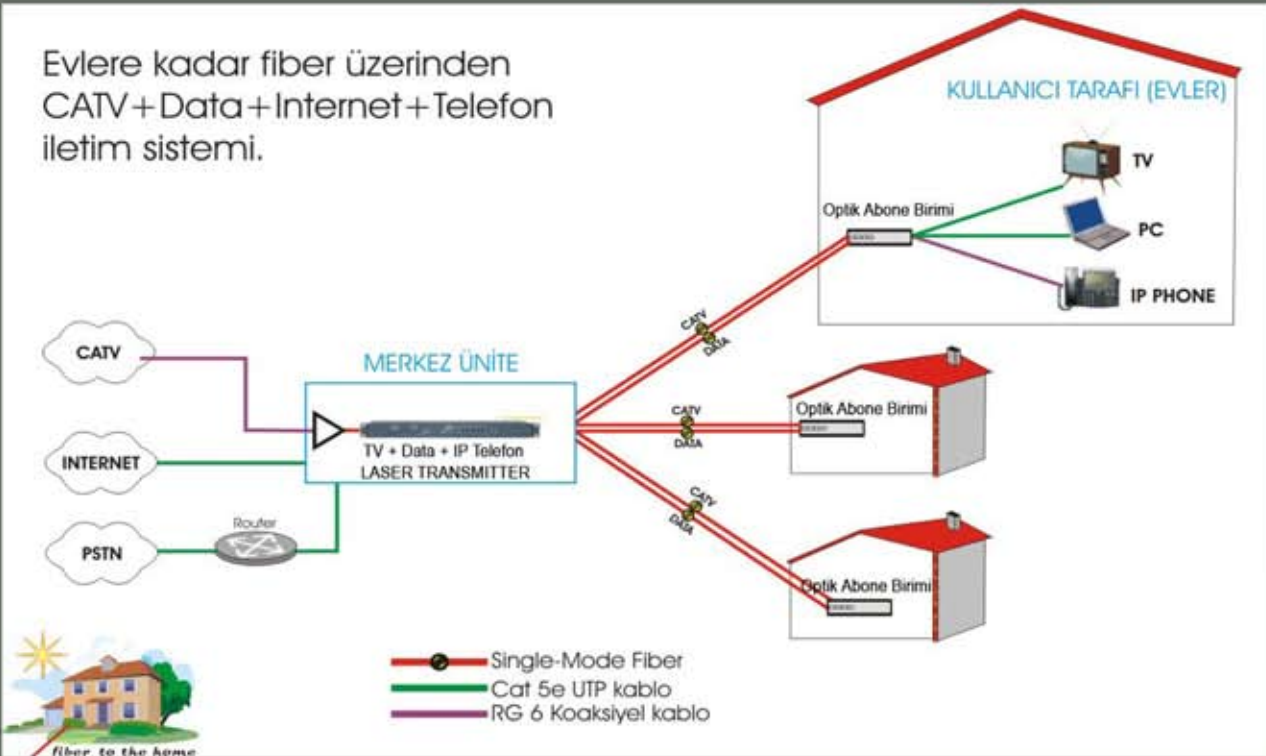 Evlere kadar fiber üzerinden
CATV+Data+Internet+Telefon
iletim sistemi.
KULLANICI TARAFI (EVLER)
TV
Optik Abone Birimi
PC
IP PHONE
CATV
DATA
CATV
MERKEZ ÜNİTE
TV + Data + IP Telefon
LASER TRANSMITTER
CATV
DATA
Optik Abone Birimi
INTERNET
CATV
DATA
Router
PSTN
Optik Abone Birimi
Single-Mode Fiber
Cat 5e UTP kablo
RG 6 Koaksiyel kablo
fiber to the home